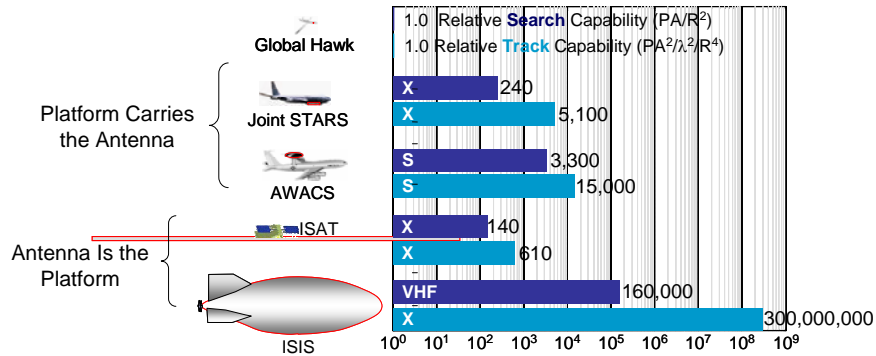 1.0 Relative Search Capability (PA/R²)
Global Hawk
1.0 Relative Track Capability (PA²/λ²/R⁴)
X 240
Platform Carries
the Antenna
Joint STARS
X 5,100
S 3,300
S 15,000
AWACS
ISAT
X 140
Antenna Is the
Platform
X 610
VHF 160,000
X 300,000,000
ISIS
10⁰ 10¹ 10² 10³ 10⁴ 10⁵ 10⁶ 10⁷ 10⁸ 10⁹